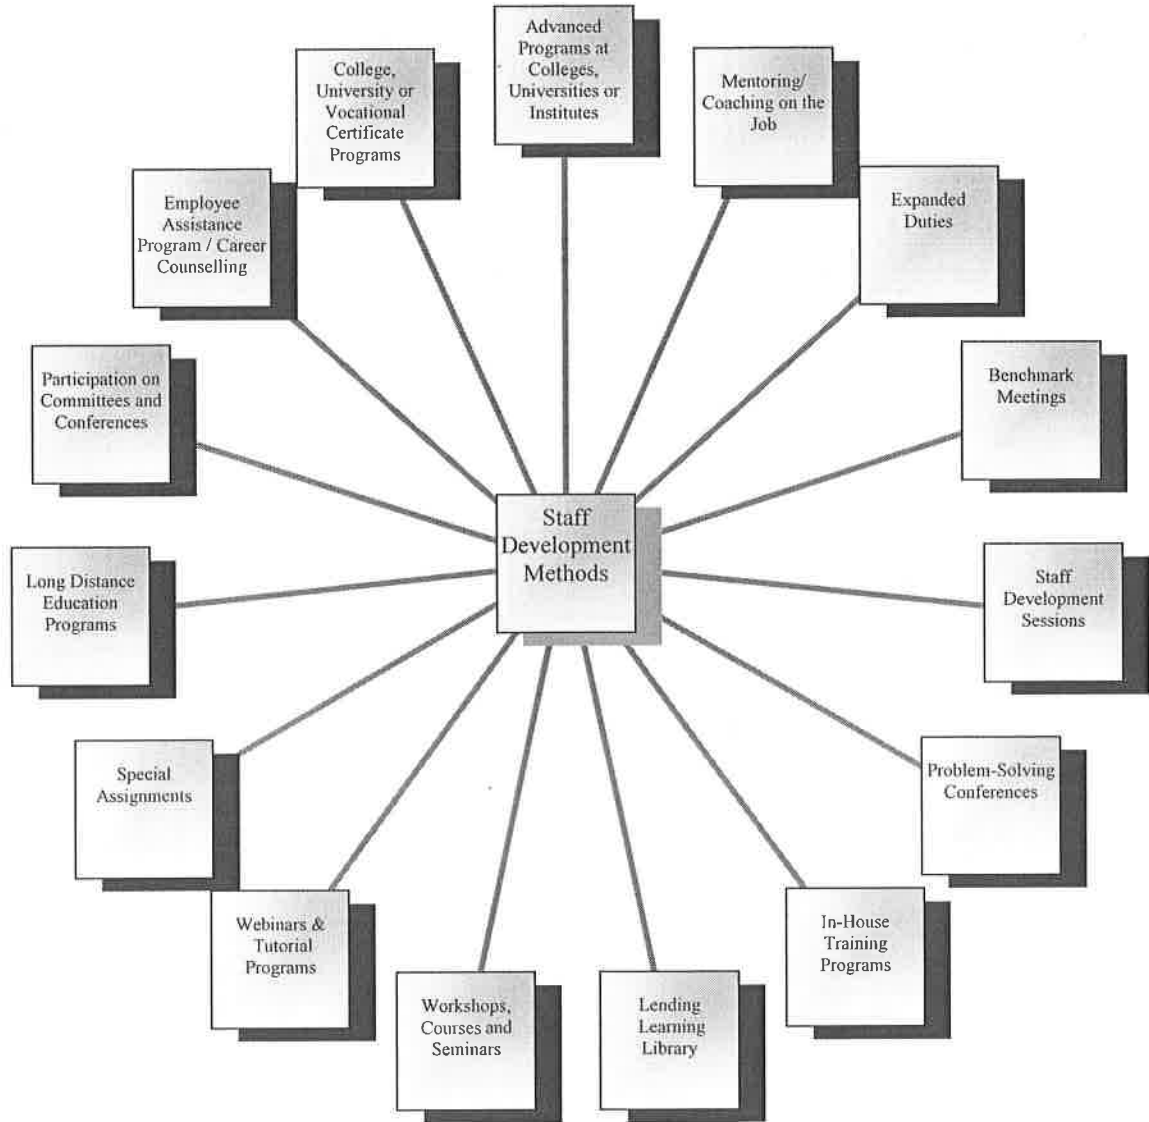 Advanced
Programs at
Colleges,
Universities or
Institutes
Mentoring/
Coaching on the
Job
Expanded
Duties
Benchmark
Meetings
Staff
Development
Sessions
Problem-Solving
Conferences
In-House
Training
Programs
Lending
Learning
Library
Workshops,
Courses and
Seminars
Webinars &
Tutorial
Programs
Special
Assignments
Long Distance
Education
Programs
Participation on
Committees and
Conferences
Employee
Assistance
Program / Career
Counselling
College,
University or
Vocational
Certificate
Programs
Staff
Development
Methods